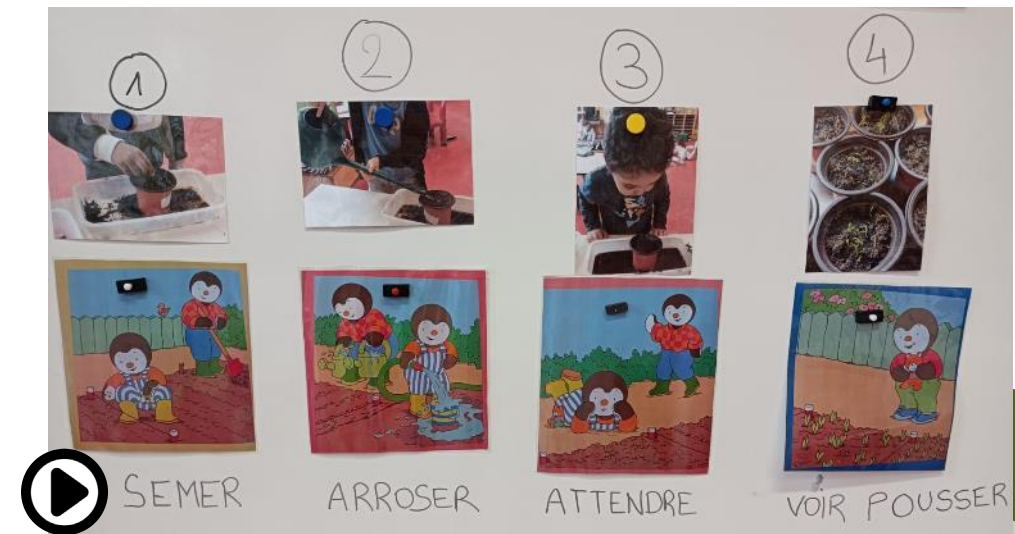 1
2
3
4
SEMER
ARROSER
ATTENDRE
VOIR POUSSER